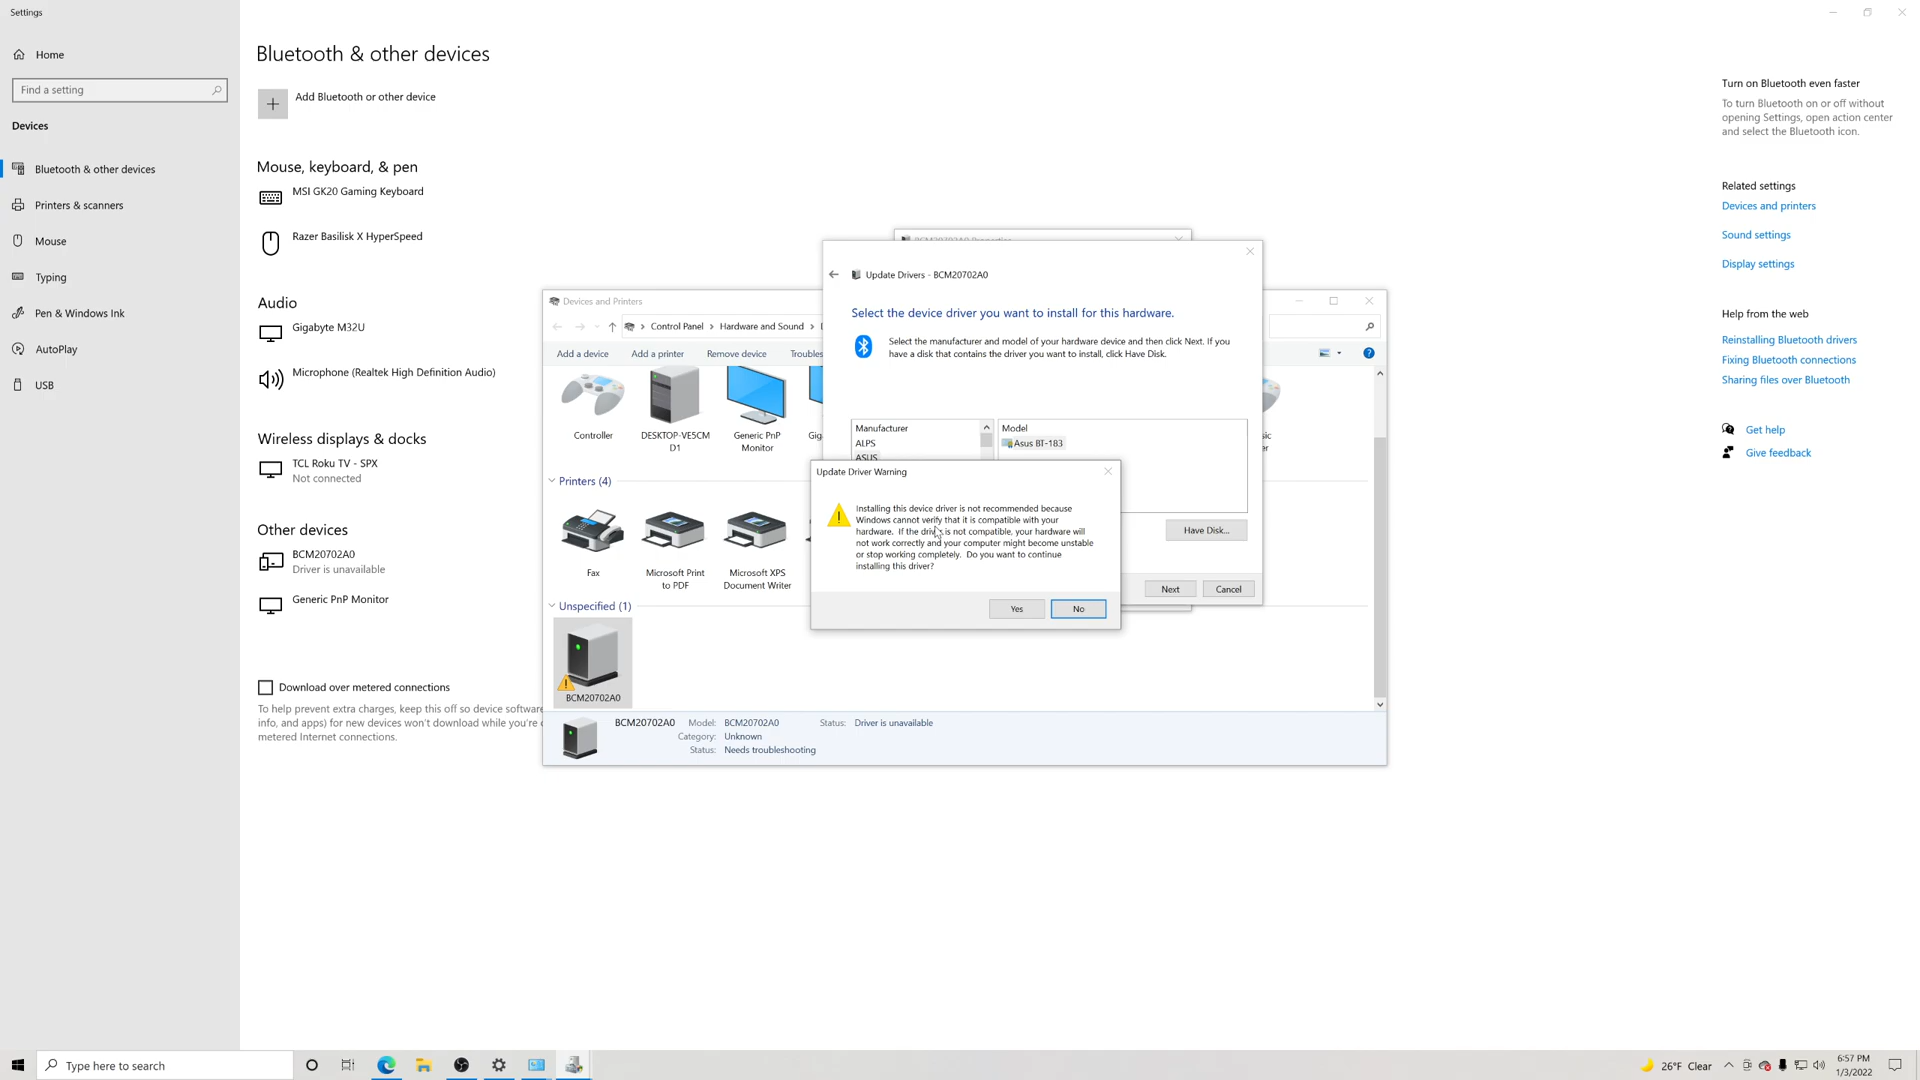 Settings
Home
Find a setting
Devices
Bluetooth & other devices
Printers & scanners
Mouse
Typing
Pen & Windows Ink
AutoPlay
USB
Bluetooth & other devices
Add Bluetooth or other device
Mouse, keyboard, & pen
MSI GK20 Gaming Keyboard
Razer Basilisk X HyperSpeed
Audio
Gigabyte M32U
Microphone (Realtek High Definition Audio)
Wireless displays & docks
TCL Roku TV - SPX
Not connected
Other devices
BCM20702A0
Driver is unavailable
Generic PnP Monitor
Download over metered connections
To help prevent extra charges, keep this off so device software
info, and apps) for new devices won't download while you're
metered Internet connections.
Devices and Printers
Control Panel
Hardware and Sound
Add a device
Add a printer
Remove device
Controller
DESKTOP-VE5CM
D1
Generic PnP
Monitor
Printers (4)
Fax
Microsoft Print
to PDF
Microsoft XPS
Document Writer
Unspecified (1)
BCM20702A0
BCM20702A0 Model: BCM20702A0 Status: Driver is unavailable
Category: Unknown
Status: Needs troubleshooting
Update Drivers - BCM20702A0
Select the device driver you want to install for this hardware.
Select the manufacturer and model of your hardware device and then click Next. If you
have a disk that contains the driver you want to install, click Have Disk.
Manufacturer
ALPS
ASUS
Model
Asus BT-183
Have Disk...
Next
Cancel
Update Driver Warning
Installing this device driver is not recommended because
Windows cannot verify that it is compatible with your
hardware. If the driver is not compatible, your hardware will
not work correctly and your computer might become unstable
or stop working completely. Do you want to continue
installing this driver?
Yes
No
Turn on Bluetooth even faster
To turn Bluetooth on or off without
opening Settings, open action center
and select the Bluetooth icon.
Related settings
Devices and printers
Sound settings
Display settings
Help from the web
Reinstalling Bluetooth drivers
Fixing Bluetooth connections
Sharing files over Bluetooth
Get help
Give feedback
Type here to search
26°F Clear
6:57 PM
1/3/2022